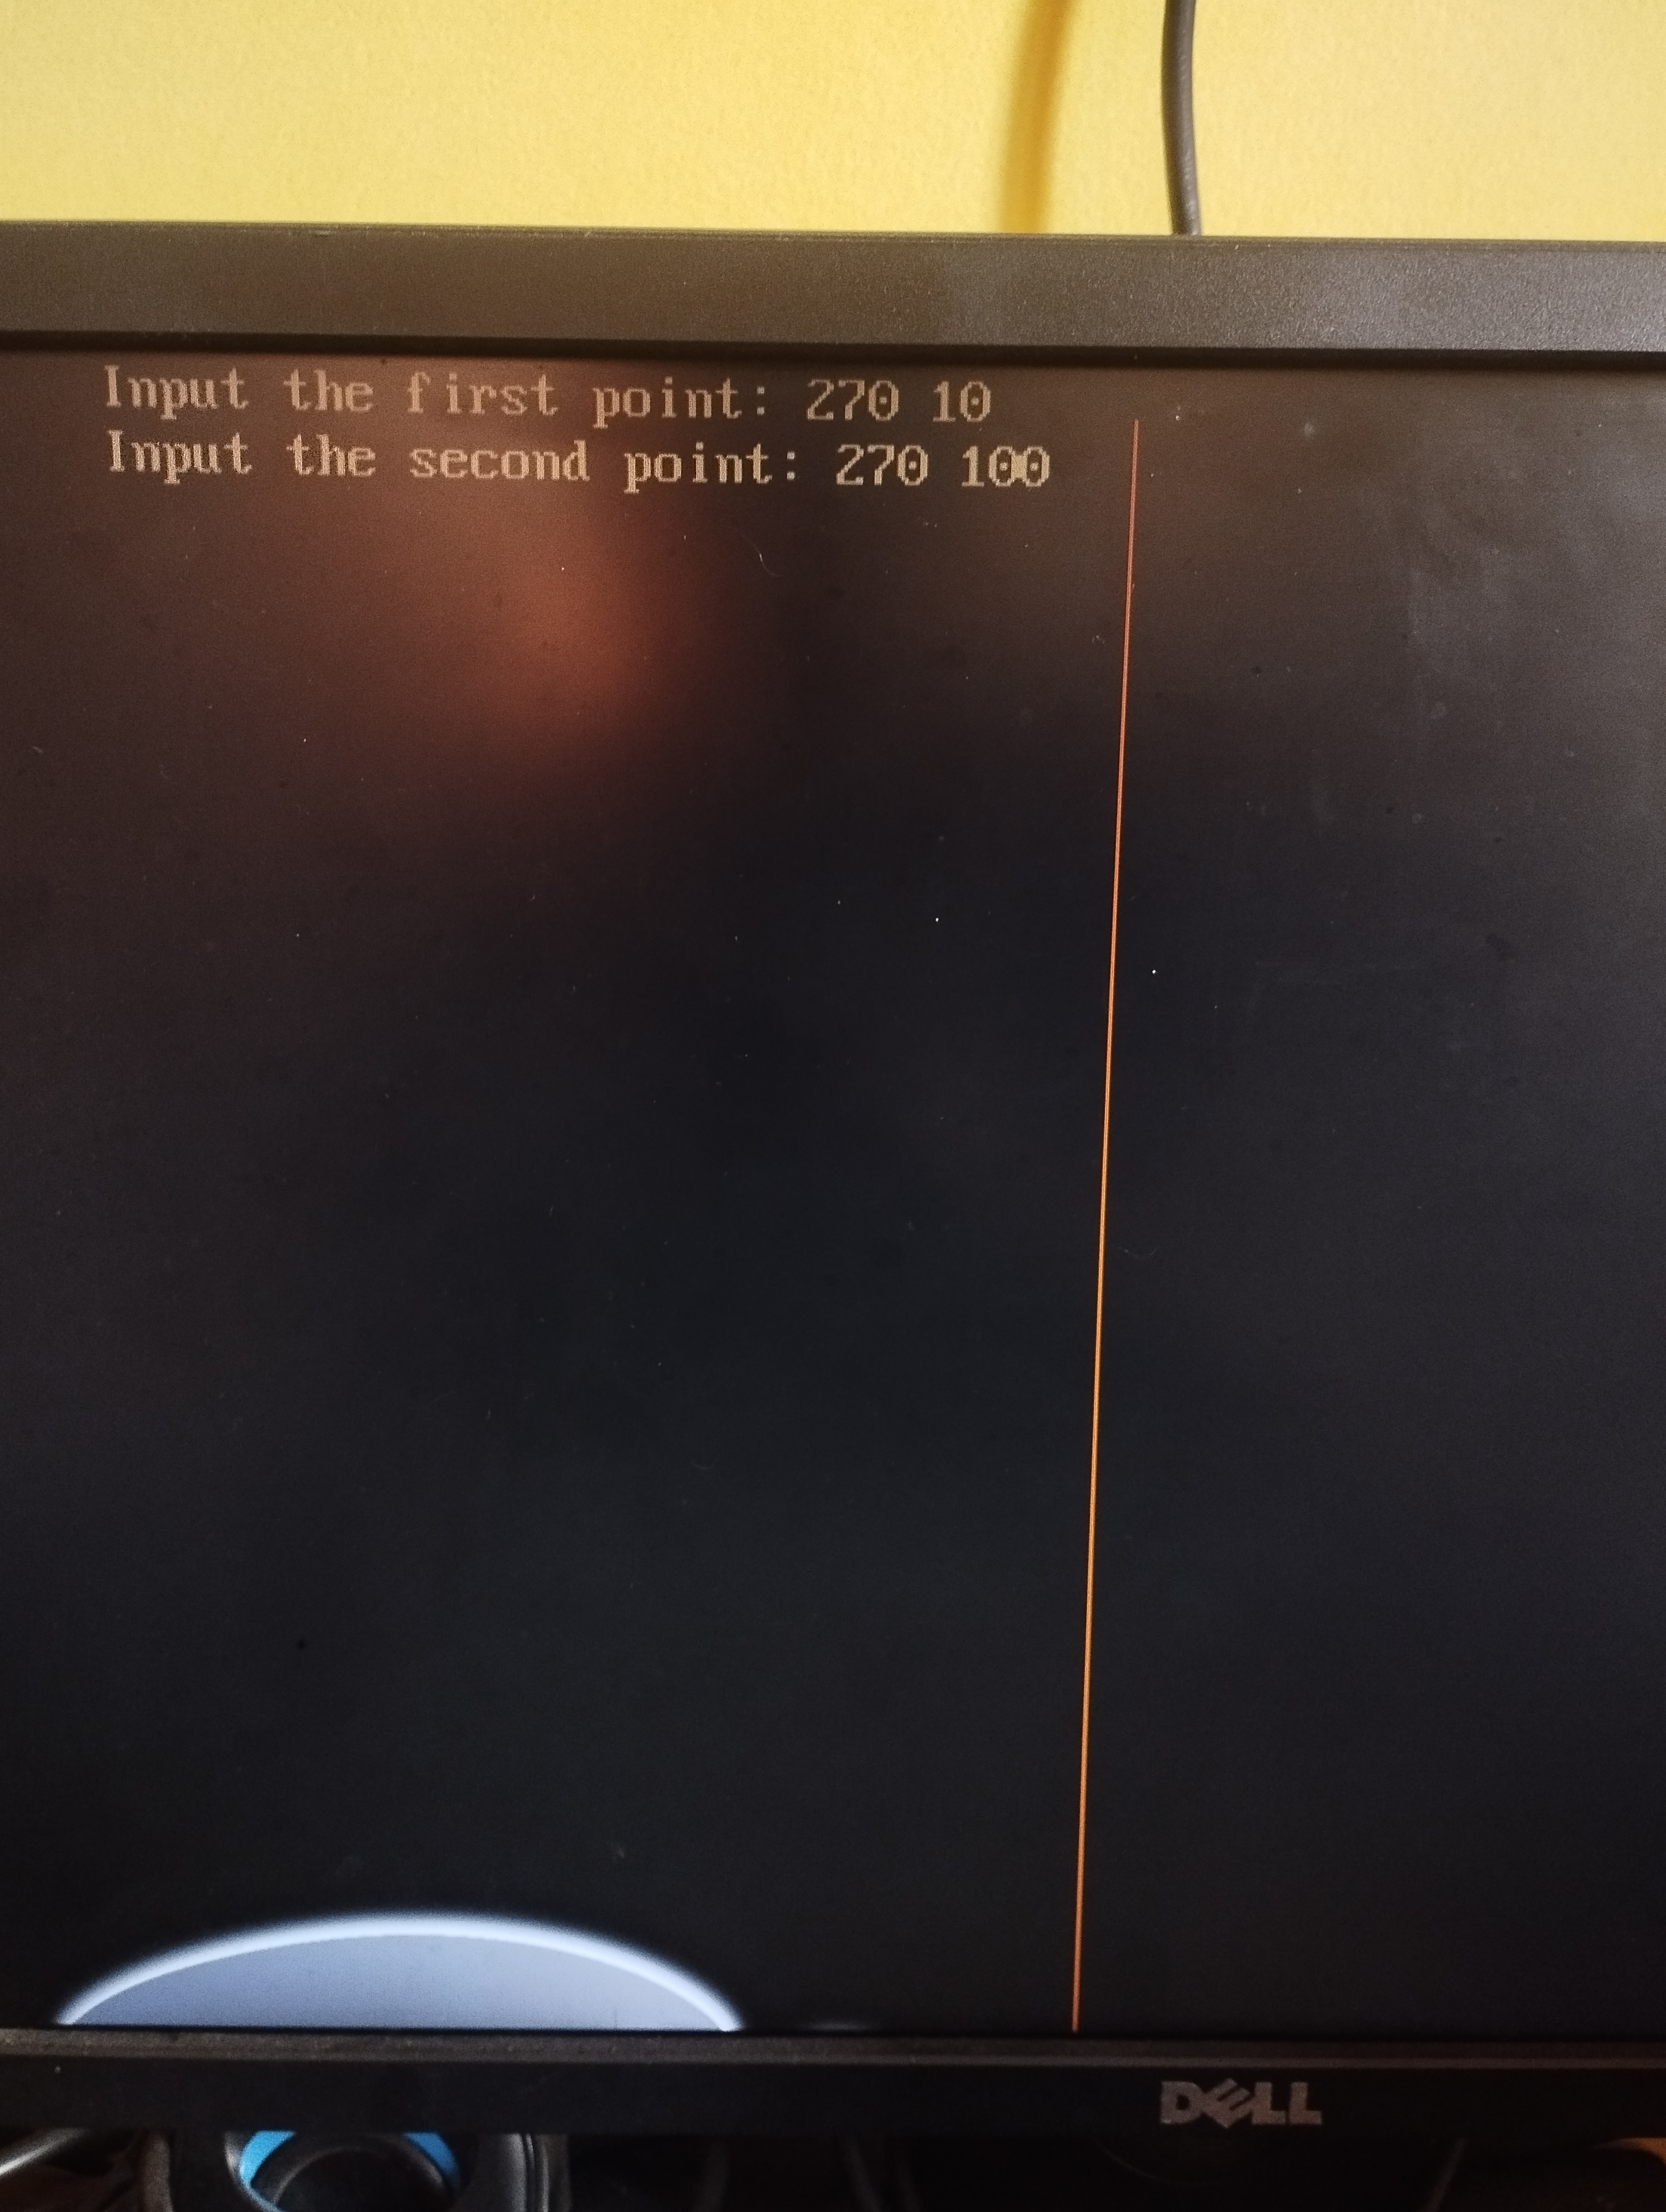 Input the first point: 270 10
Input the second point: 270 100
DELL